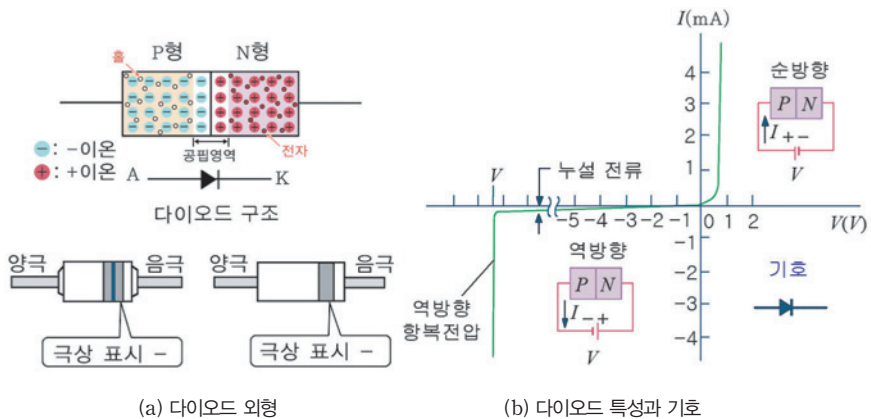 P형 N형
홀
전자
공핍영역
− : −이온
+ : +이온
A K
다이오드 구조
양극 음극
극상 표시 −
양극 음극
극상 표시 −
(a) 다이오드 외형
I(mA)
4
3
2
1
순방향
P N
I + −
V
V
누설 전류
-5 -4 -3 -2 -1 0 1 2
V(V)
-1
-2
-3
-4
역방향
P N
I − +
V
역방향
항복전압
기호
(b) 다이오드 특성과 기호